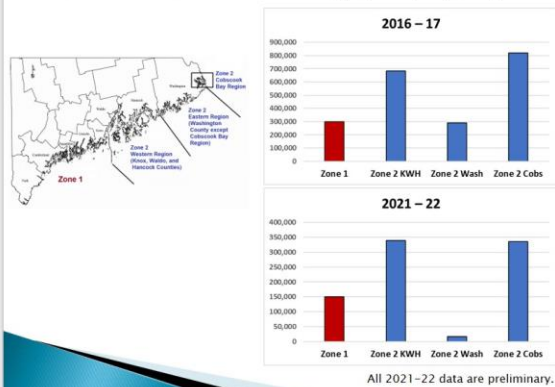 Zone 2
Cobscook
Bay Region
Zone 2
Eastern Region
(Washington
County except
Cobscook Bay
Region)
Zone 2
Western Region
(Knox, Waldo, and
Hancock Counties)
Zone 1
2016 – 17
900,000
800,000
700,000
600,000
500,000
400,000
300,000
200,000
100,000
0
Zone 1 Zone 2 KWH Zone 2 Wash Zone 2 Cobs
2021 – 22
400,000
350,000
300,000
250,000
200,000
150,000
100,000
50,000
0
Zone 1 Zone 2 KWH Zone 2 Wash Zone 2 Cobs
All 2021-22 data are preliminary.